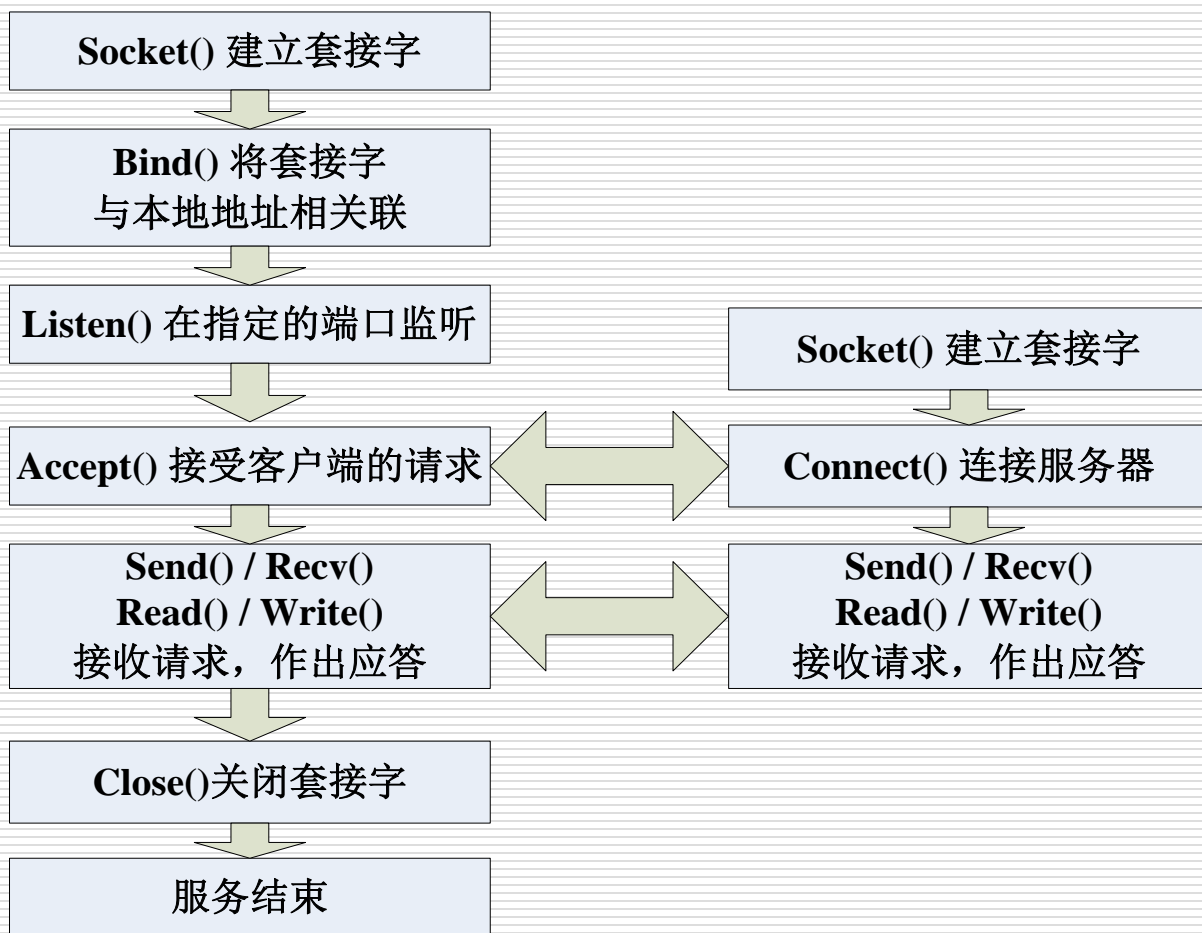 Socket() 建立套接字
Bind() 将套接字
与本地地址相关联
Listen() 在指定的端口监听
Accept() 接受客户端的请求
Send() / Recv()
Read() / Write()
接收请求，作出应答
Close()关闭套接字
服务结束
Socket() 建立套接字
Connect() 连接服务器
Send() / Recv()
Read() / Write()
接收请求，作出应答